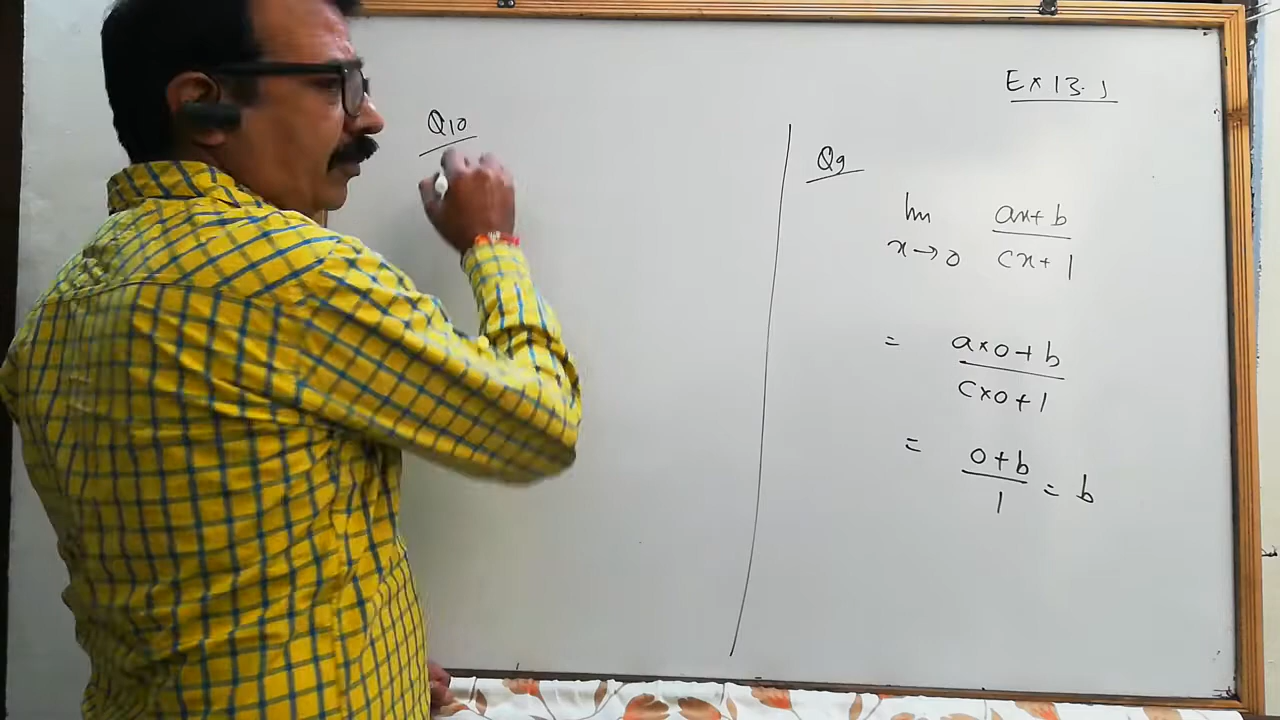 Ex 13.1
Q10
Q9
lim ax+b
x→0 cx+1
= a×0+b
c×0+1
= 0+b
1 = b